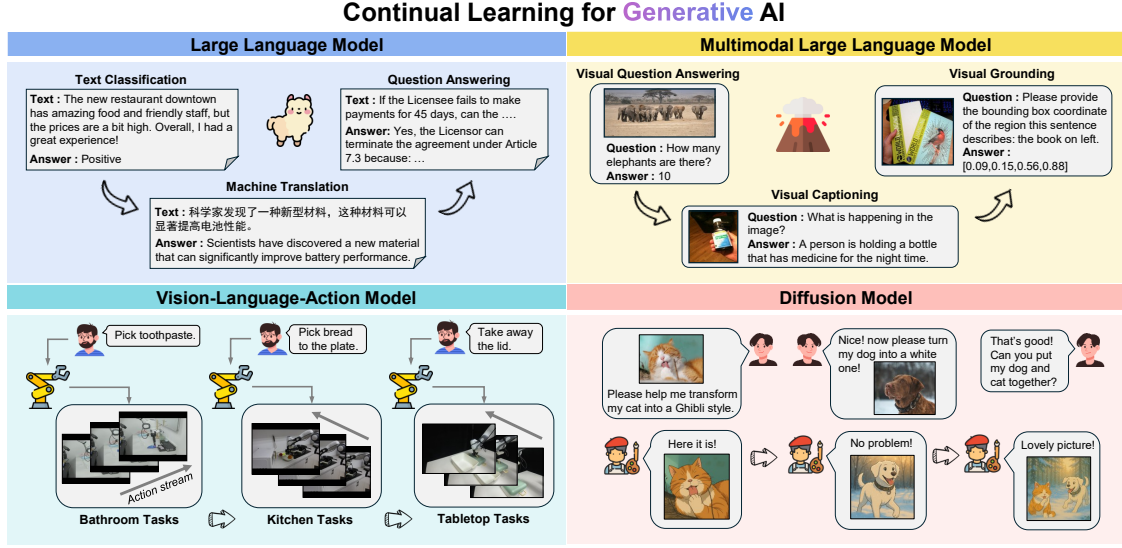 Continual Learning for Generative AI
Large Language Model
Text Classification
Text : The new restaurant downtown
has amazing food and friendly staff, but
the prices are a bit high. Overall, I had a
great experience!
Answer : Positive
Question Answering
Text : If the Licensee fails to make
payments for 45 days, can the ….
Answer: Yes, the Licensor can
terminate the agreement under Article
7.3 because: …
Machine Translation
Text : 科学家发现了一种新型材料，这种材料可以
显著提高电池性能。
Answer : Scientists have discovered a new material
that can significantly improve battery performance.
Multimodal Large Language Model
Visual Question Answering
Question : How many
elephants are there?
Answer : 10
Visual Grounding
Question : Please provide
the bounding box coordinate
of the region this sentence
describes: the book on left.
Answer :
[0.09,0.15,0.56,0.88]
Visual Captioning
Question : What is happening in the
image?
Answer : A person is holding a bottle
that has medicine for the night time.
Vision-Language-Action Model
Pick toothpaste.
Pick bread
to the plate.
Take away
the lid.
Action stream
Bathroom Tasks
Kitchen Tasks
Tabletop Tasks
Diffusion Model
Please help me transform
my cat into a Ghibli style.
Nice! now please turn
my dog into a white
one!
That's good!
Can you put
my dog and
cat together?
Here it is!
No problem!
Lovely picture!